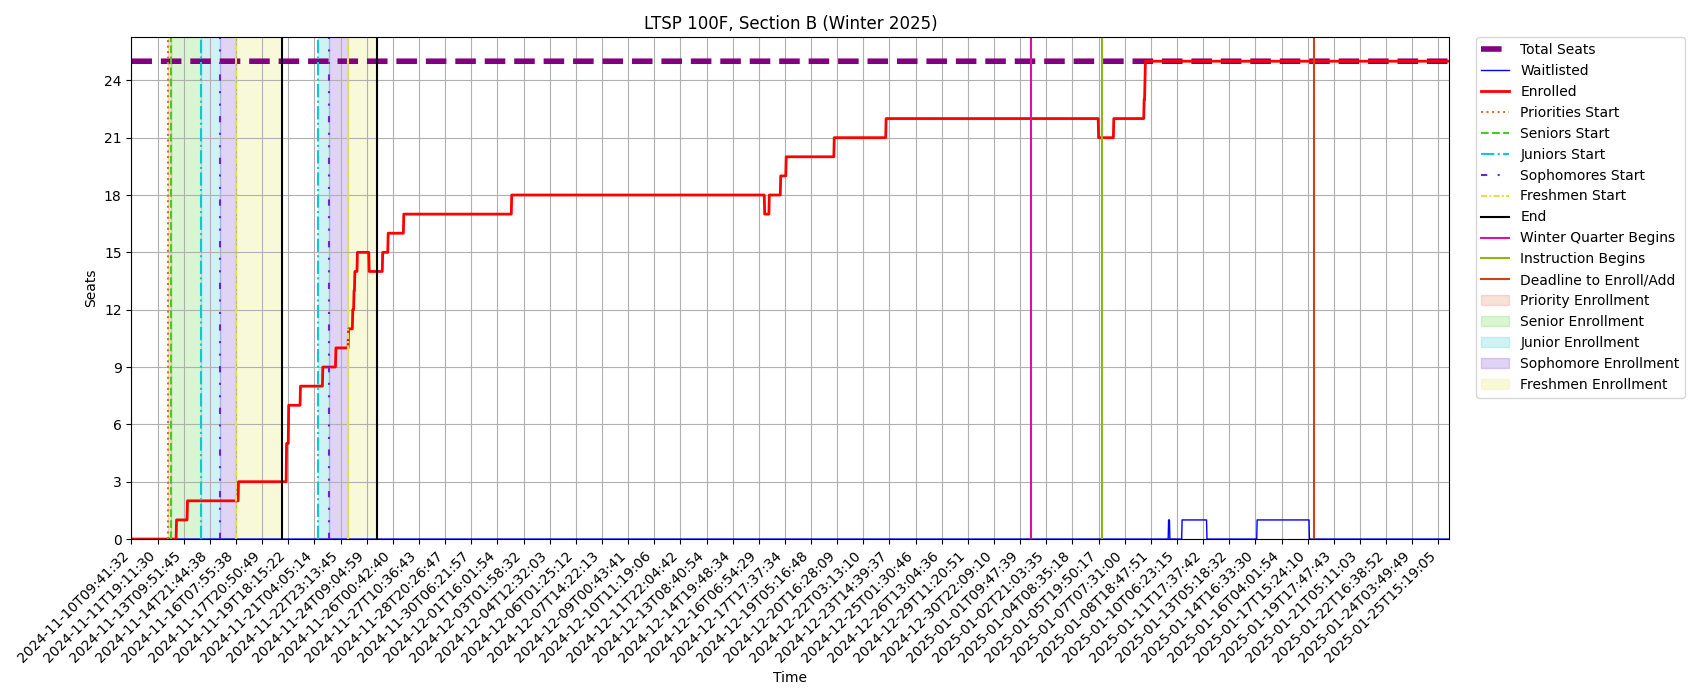 LTSP 100F, Section B (Winter 2025)
Total Seats
Waitlisted
Enrolled
Priorities Start
Seniors Start
Juniors Start
Sophomores Start
Freshmen Start
End
Winter Quarter Begins
Instruction Begins
Deadline to Enroll/Add
Priority Enrollment
Senior Enrollment
Junior Enrollment
Sophomore Enrollment
Freshmen Enrollment
Seats
24
21
18
15
12
9
6
3
0
2024-11-10T09:41:32
2024-11-11T19:11:30
2024-11-13T09:51:45
2024-11-14T21:44:38
2024-11-16T07:55:38
2024-11-17T20:50:49
2024-11-19T18:15:22
2024-11-21T04:05:14
2024-11-22T23:13:45
2024-11-24T09:04:59
2024-11-26T00:42:40
2024-11-27T10:36:43
2024-11-28T20:26:47
2024-11-30T06:21:57
2024-12-01T16:01:54
2024-12-03T01:58:32
2024-12-04T12:32:03
2024-12-06T01:25:12
2024-12-07T14:22:13
2024-12-09T00:43:41
2024-12-10T11:19:06
2024-12-11T22:04:42
2024-12-13T08:40:54
2024-12-14T19:48:34
2024-12-16T06:54:29
2024-12-17T17:37:34
2024-12-19T05:16:48
2024-12-20T16:28:09
2024-12-22T03:13:10
2024-12-23T14:39:37
2024-12-25T01:30:46
2024-12-26T13:04:36
2024-12-29T11:20:51
2024-12-30T22:09:10
2025-01-01T09:47:39
2025-01-02T21:03:35
2025-01-04T08:35:18
2025-01-05T19:50:17
2025-01-07T07:31:00
2025-01-08T18:47:51
2025-01-10T06:23:15
2025-01-11T17:37:42
2025-01-13T05:18:32
2025-01-14T16:33:30
2025-01-16T04:01:54
2025-01-17T15:24:10
2025-01-19T17:47:43
2025-01-21T05:11:03
2025-01-22T16:38:52
2025-01-24T03:49:49
2025-01-25T15:19:05
Time